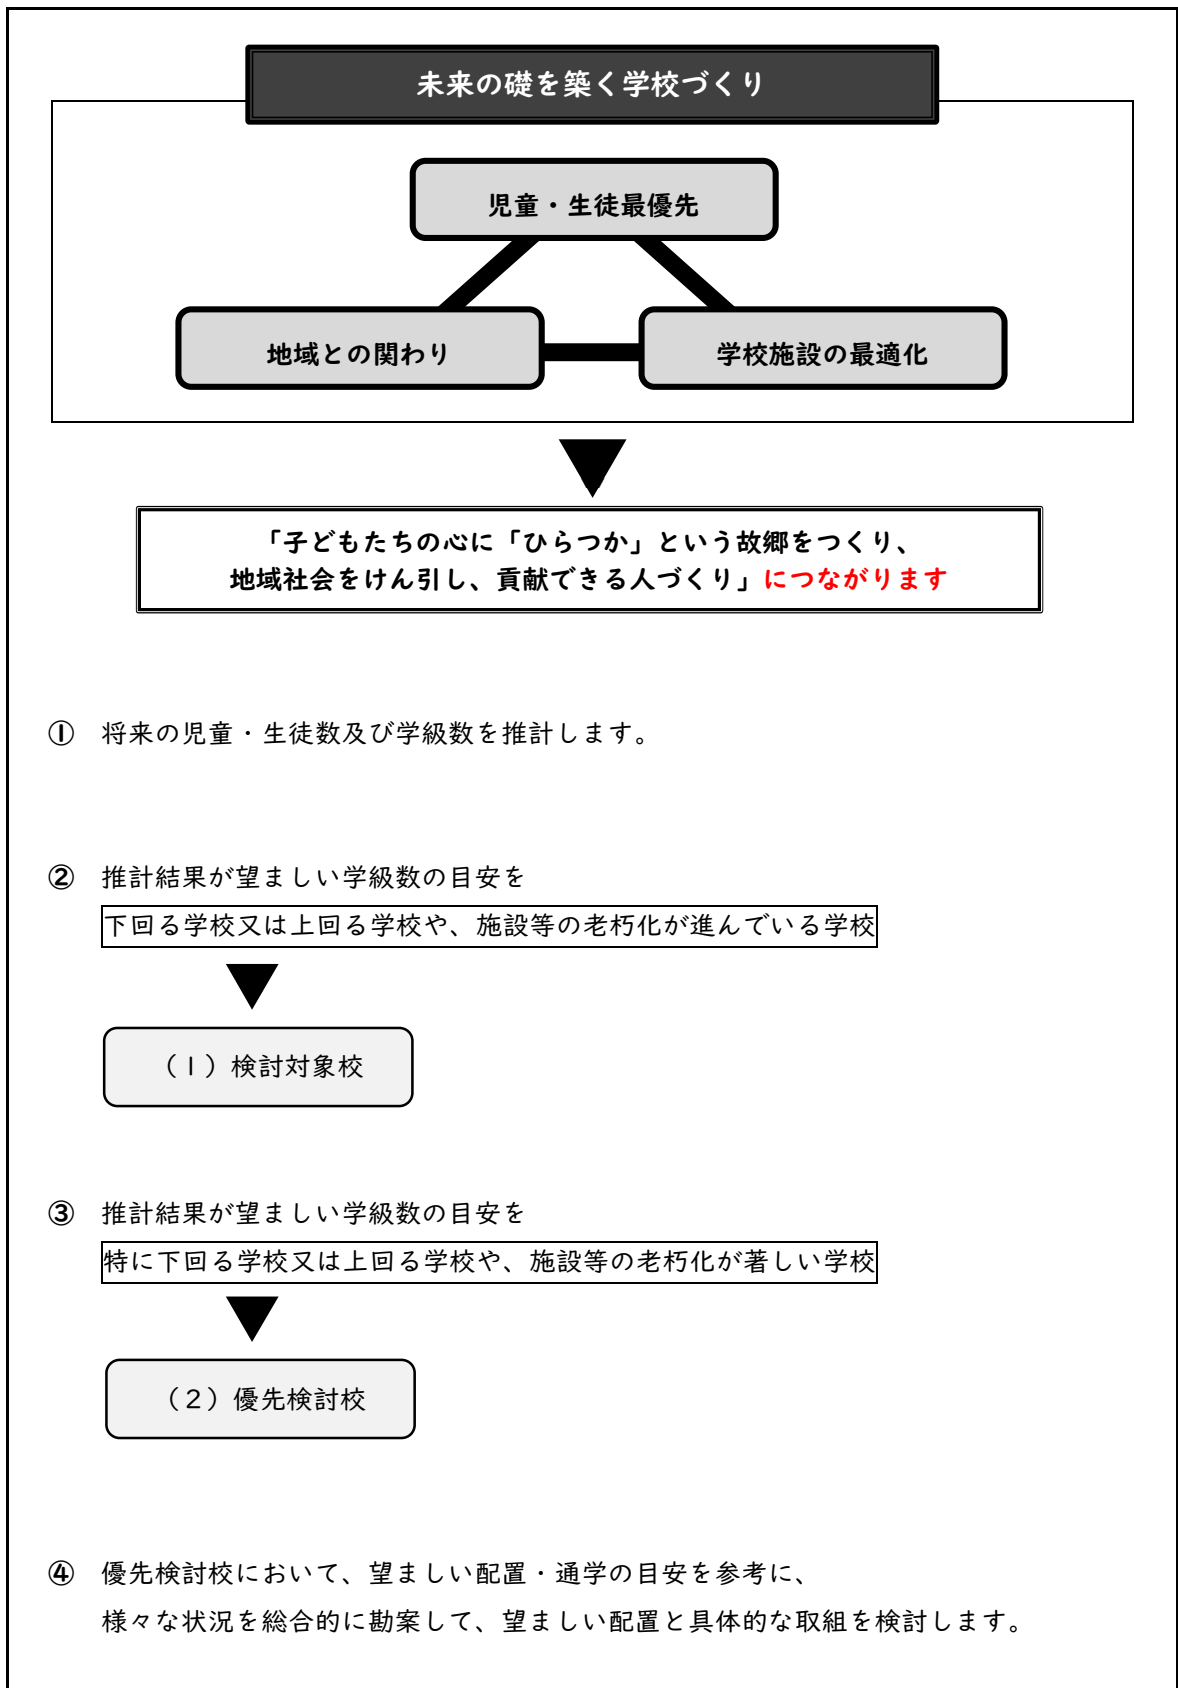 未来の礎を築く学校づくり
児童・生徒最優先
地域との関わり
学校施設の最適化
「子どもたちの心に「ひらつか」という故郷をつくり、
地域社会をけん引し、貢献できる人づくり」につながります
① 将来の児童・生徒数及び学級数を推計します。
② 推計結果が望ましい学級数の目安を
下回る学校又は上回る学校や、施設等の老朽化が進んでいる学校
（１）検討対象校
③ 推計結果が望ましい学級数の目安を
特に下回る学校又は上回る学校や、施設等の老朽化が著しい学校
（２）優先検討校
④ 優先検討校において、望ましい配置・通学の目安を参考に、
様々な状況を総合的に勘案して、望ましい配置と具体的な取組を検討します。